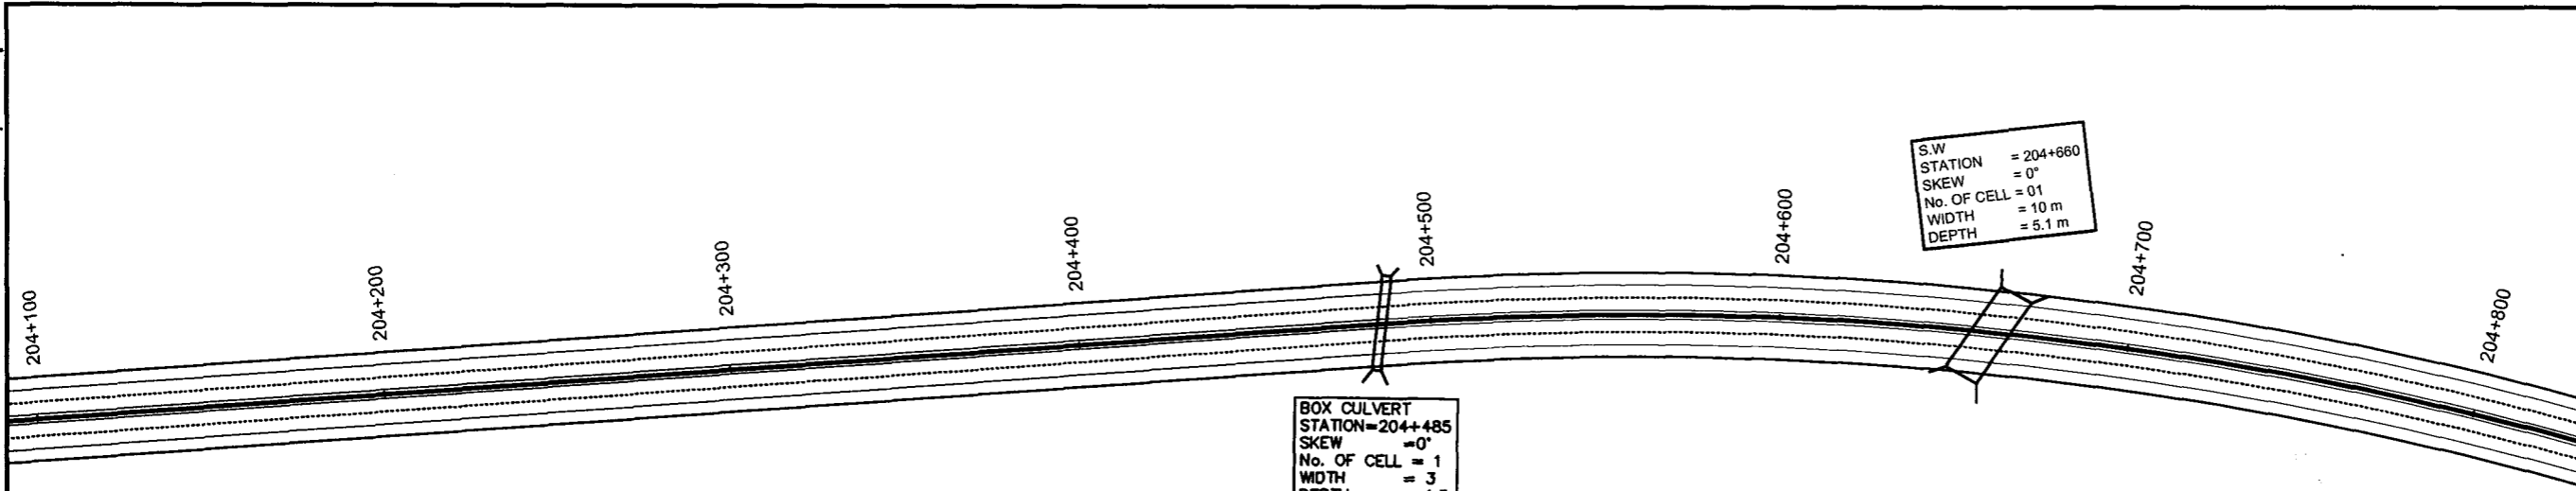 204+100
204+200
204+300
204+400
204+500
204+600
204+700
204+800
S.W
STATION = 204+660
SKEW = 0°
No. OF CELL = 01
WIDTH = 10 m
DEPTH = 5.1 m
BOX CULVERT
STATION=204+485
SKEW =0°
No. OF CELL = 1
WIDTH = 3